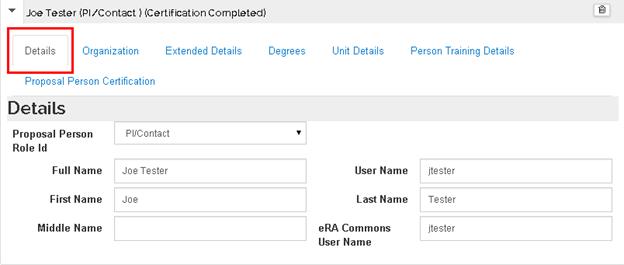 Joe Tester (PI/Contact ) (Certification Completed)
Details Organization Extended Details Degrees Unit Details Person Training Details
Proposal Person Certification
Details
Proposal Person Role Id PI/Contact
Full Name Joe Tester User Name jtester
First Name Joe Last Name Tester
Middle Name eRA Commons User Name jtester